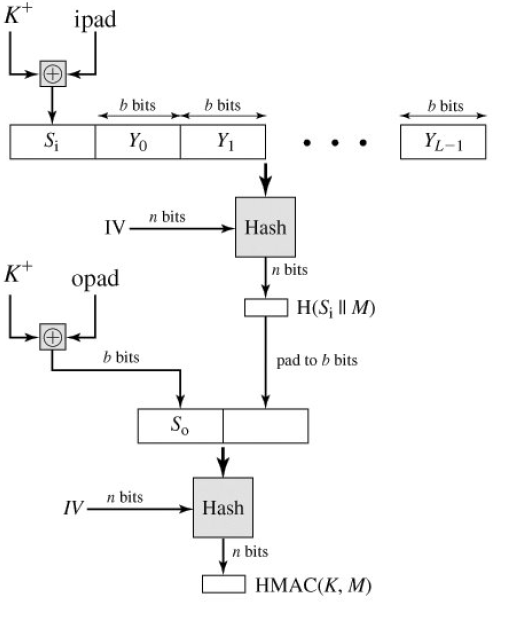 K⁺ ipad
⊕
b bits b bits b bits
Sᵢ Y₀ Y₁ • • • Y_{L−1}
IV n bits Hash
n bits
K⁺ opad
H(Sᵢ || M)
⊕
b bits
pad to b bits
Sₒ
IV n bits Hash
n bits
HMAC(K, M)